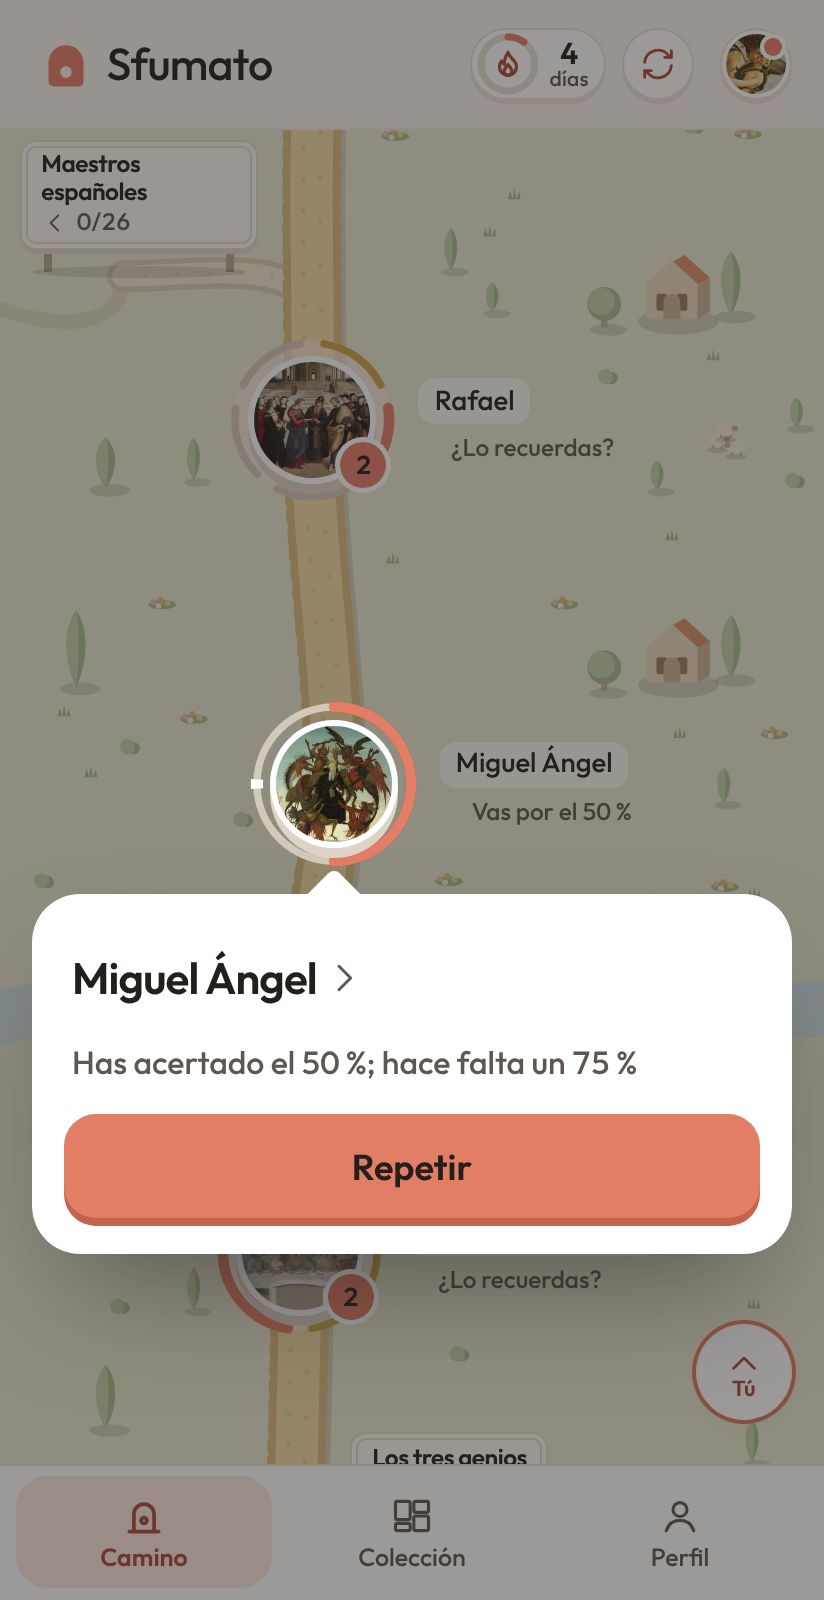 Sfumato
4
días
Maestros
españoles
0/26
Rafael
¿Lo recuerdas?
2
Miguel Ángel
Vas por el 50 %
Miguel Ángel
Has acertado el 50 %; hace falta un 75 %
Repetir
¿Lo recuerdas?
2
Tú
Los tres genios
Camino
Colección
Perfil